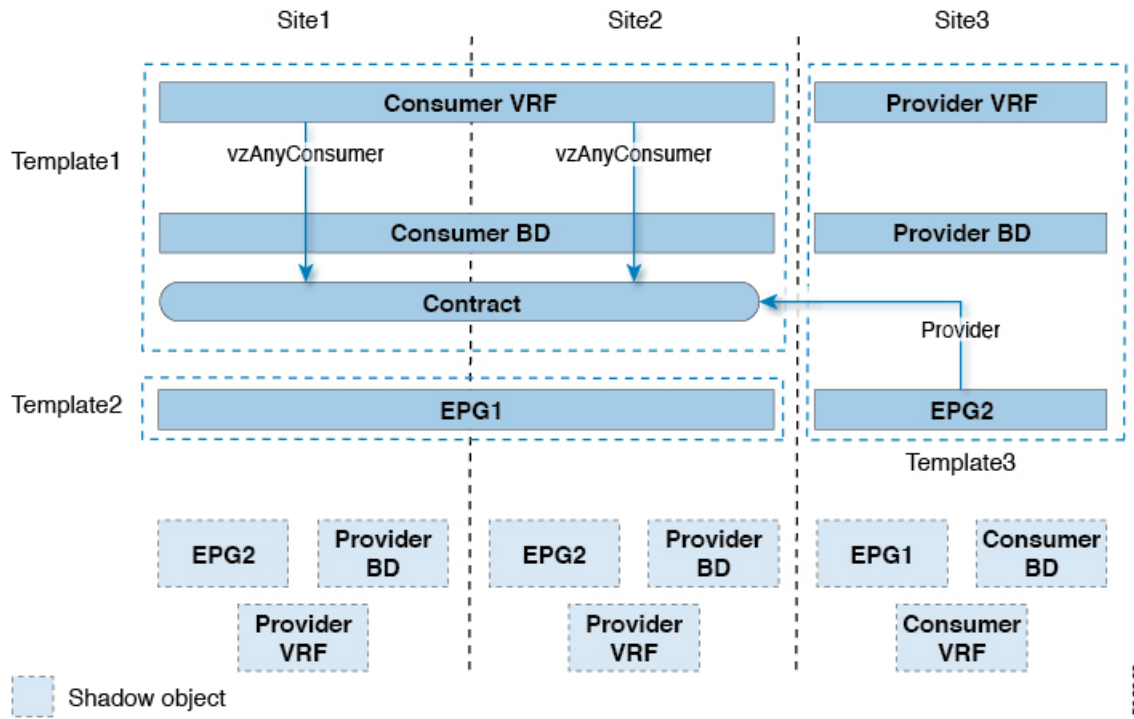 Site1 Site2 Site3
Consumer VRF Provider VRF
Template1 vzAnyConsumer vzAnyConsumer
Consumer BD Provider BD
Contract
Provider
Template2 EPG1 EPG2
Template3
EPG2 Provider BD EPG2 Provider BD EPG1 Consumer BD
Provider VRF Provider VRF Consumer VRF
Shadow object